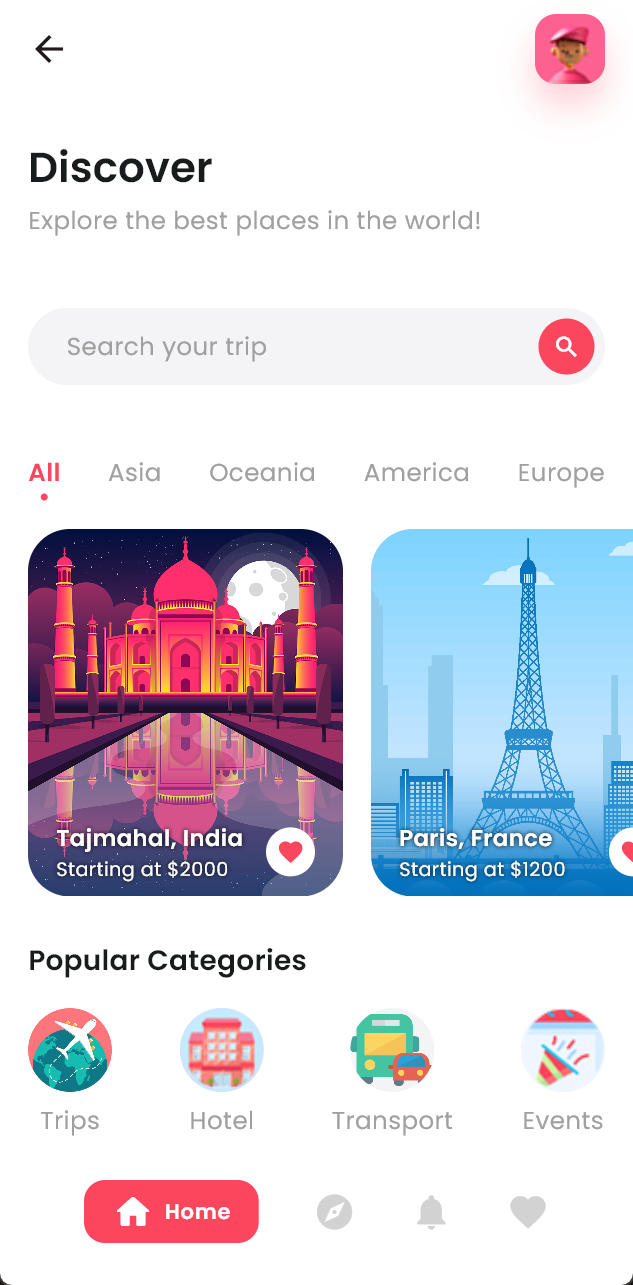 Discover
Explore the best places in the world!
Search your trip
All Asia Oceania America Europe
Tajmahal, India
Starting at $2000
Paris, France
Starting at $1200
Popular Categories
Trips Hotel Transport Events
Home